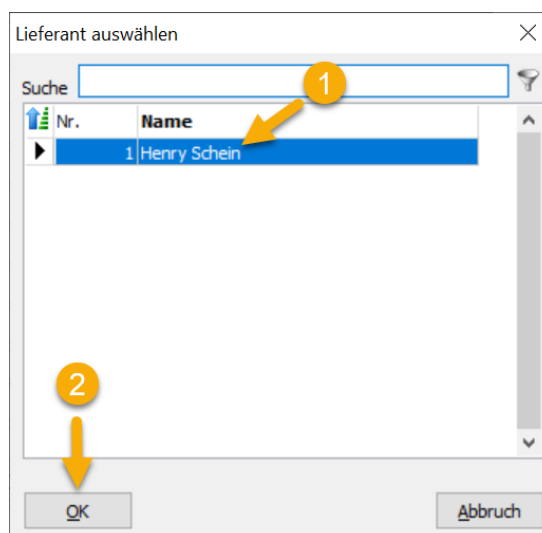 Lieferant auswählen
Suche
1
Nr. Name
1 Henry Schein
2
OK Abbruch